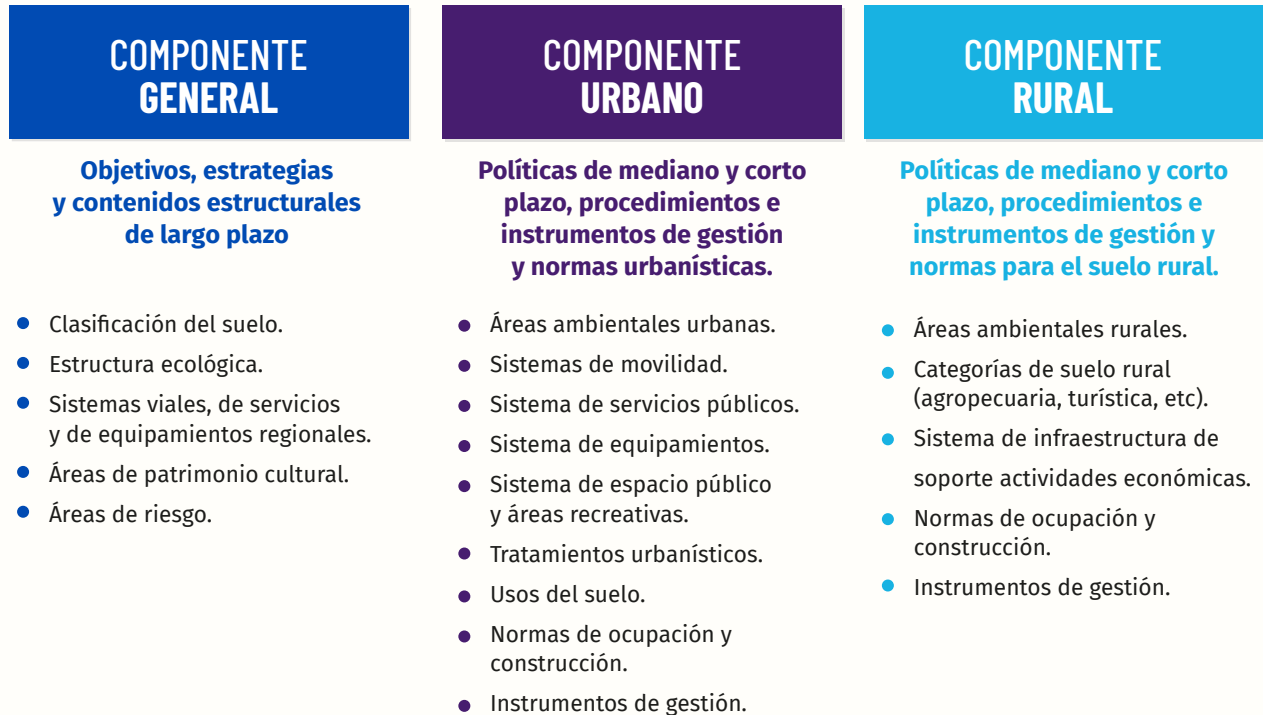 COMPONENTE
GENERAL
Objetivos, estrategias
y contenidos estructurales
de largo plazo
Clasificación del suelo.
Estructura ecológica.
Sistemas viales, de servicios
y de equipamientos regionales.
Áreas de patrimonio cultural.
Áreas de riesgo.
COMPONENTE
URBANO
Políticas de mediano y corto
plazo, procedimientos e
instrumentos de gestión
y normas urbanísticas.
Áreas ambientales urbanas.
Sistemas de movilidad.
Sistema de servicios públicos.
Sistema de equipamientos.
Sistema de espacio público
y áreas recreativas.
Tratamientos urbanísticos.
Usos del suelo.
Normas de ocupación y
construcción.
Instrumentos de gestión.
COMPONENTE
RURAL
Políticas de mediano y corto
plazo, procedimientos e
instrumentos de gestión y
normas para el suelo rural.
Áreas ambientales rurales.
Categorías de suelo rural
(agropecuaria, turística, etc).
Sistema de infraestructura de
soporte actividades económicas.
Normas de ocupación y
construcción.
Instrumentos de gestión.